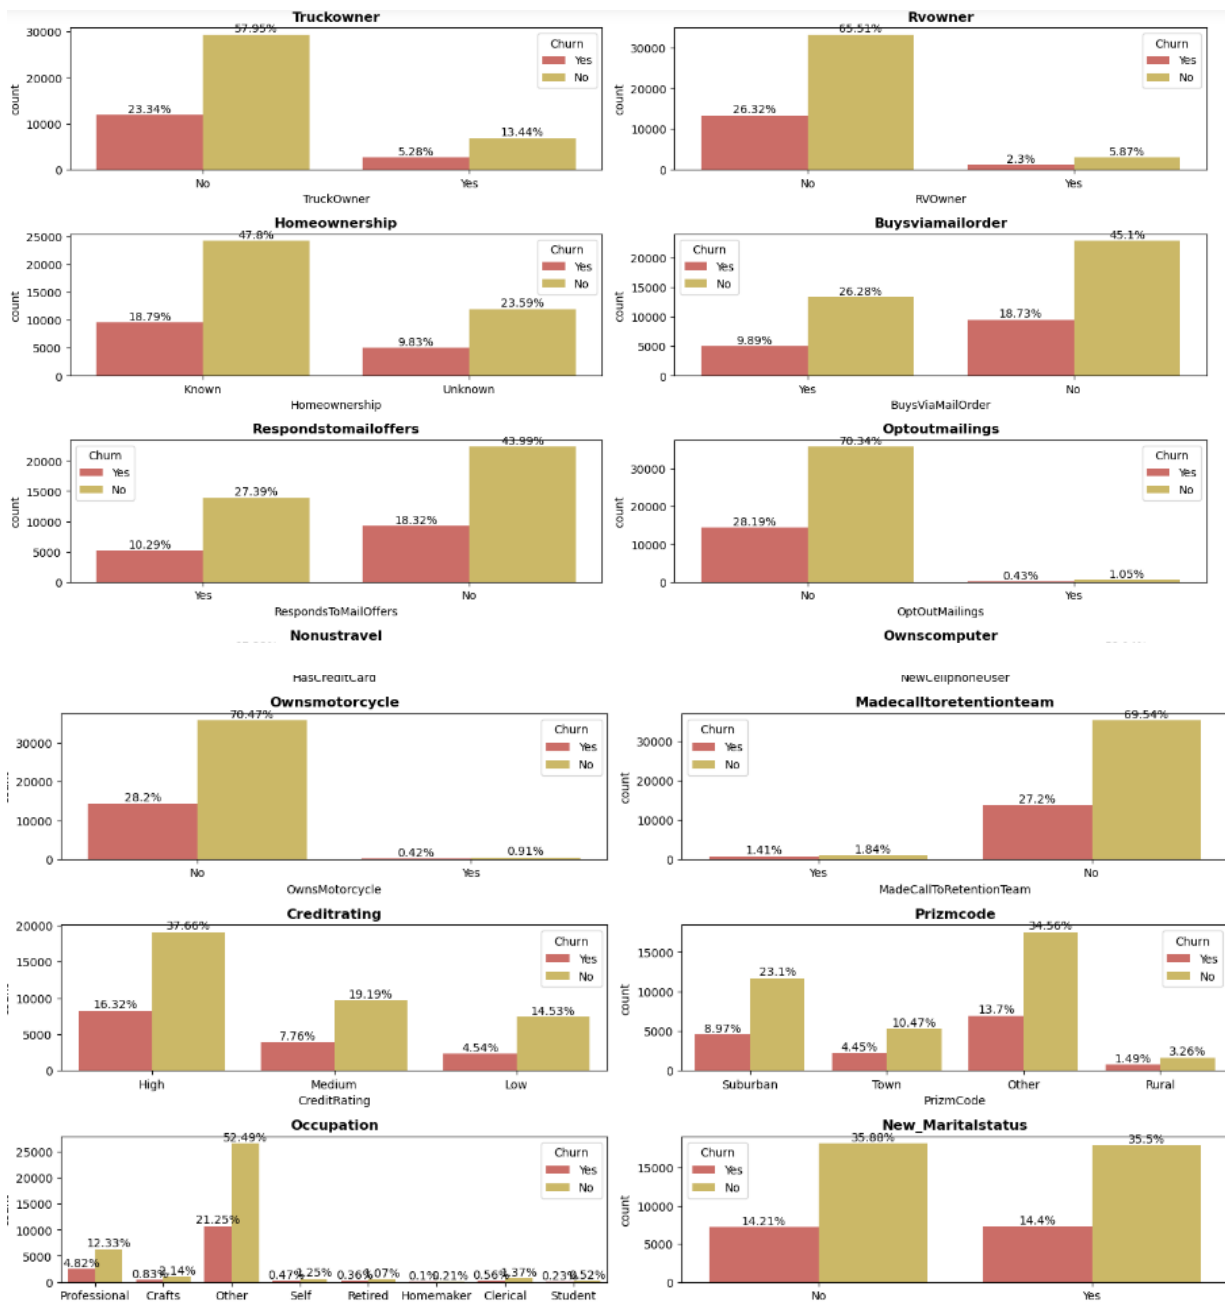 Truckowner
Rvowner
30000
57.95%
Churn
Yes
No
20000
count
10000
23.34%
13.44%
5.28%
0
No
Yes
TruckOwner
30000
65.51%
Churn
Yes
No
20000
count
26.32%
10000
2.3%
5.87%
0
No
Yes
RVOwner
Homeownership
Buysviamailorder
25000
47.8%
Churn
Yes
No
20000
15000
count
10000
18.79%
23.59%
9.83%
5000
0
Known
Unknown
Homeownership
45.1%
Churn
Yes
No
20000
15000
count
26.28%
18.73%
10000
9.89%
5000
0
Yes
No
BuysViaMailOrder
Respondstomailoffers
Optoutmailings
43.99%
20000
Churn
Yes
No
15000
count
27.39%
10000
18.32%
10.29%
5000
0
Yes
No
RespondsToMailOffers
70.34%
Churn
Yes
No
30000
20000
count
28.19%
10000
0.43%
1.05%
0
No
Yes
OptOutMailings
Nonustravel
Ownscomputer
HasCreditCard
NewCellphoneUser
Ownsmotorcycle
Madecalltoretentionteam
70.47%
Churn
Yes
No
30000
20000
28.2%
10000
0.42%
0.91%
0
No
Yes
OwnsMotorcycle
69.54%
Churn
Yes
No
30000
20000
count
27.2%
10000
1.41%
1.84%
0
Yes
No
MadeCallToRetentionTeam
Creditrating
Prizmcode
20000
37.66%
Churn
Yes
No
15000
10000
16.32%
19.19%
14.53%
5000
7.76%
4.54%
0
High
Medium
Low
CreditRating
34.56%
15000
Churn
Yes
No
23.1%
10000
count
8.97%
10.47%
13.7%
5000
4.45%
1.49%
3.26%
0
Suburban
Town
Other
Rural
PrizmCode
Occupation
New_Maritalstatus
52.49%
25000
Churn
Yes
No
20000
15000
21.25%
10000
12.33%
5000
4.82%
0.83%
2.14%
0.47%
1.25%
0.36%
1.07%
0.1%
0.21%
0.56%
1.37%
0.23%
0.52%
0
Professional
Crafts
Other
Self
Retired
Homemaker
Clerical
Student
35.88%
35.5%
Churn
Yes
No
15000
10000
count
14.21%
14.4%
5000
0
No
Yes